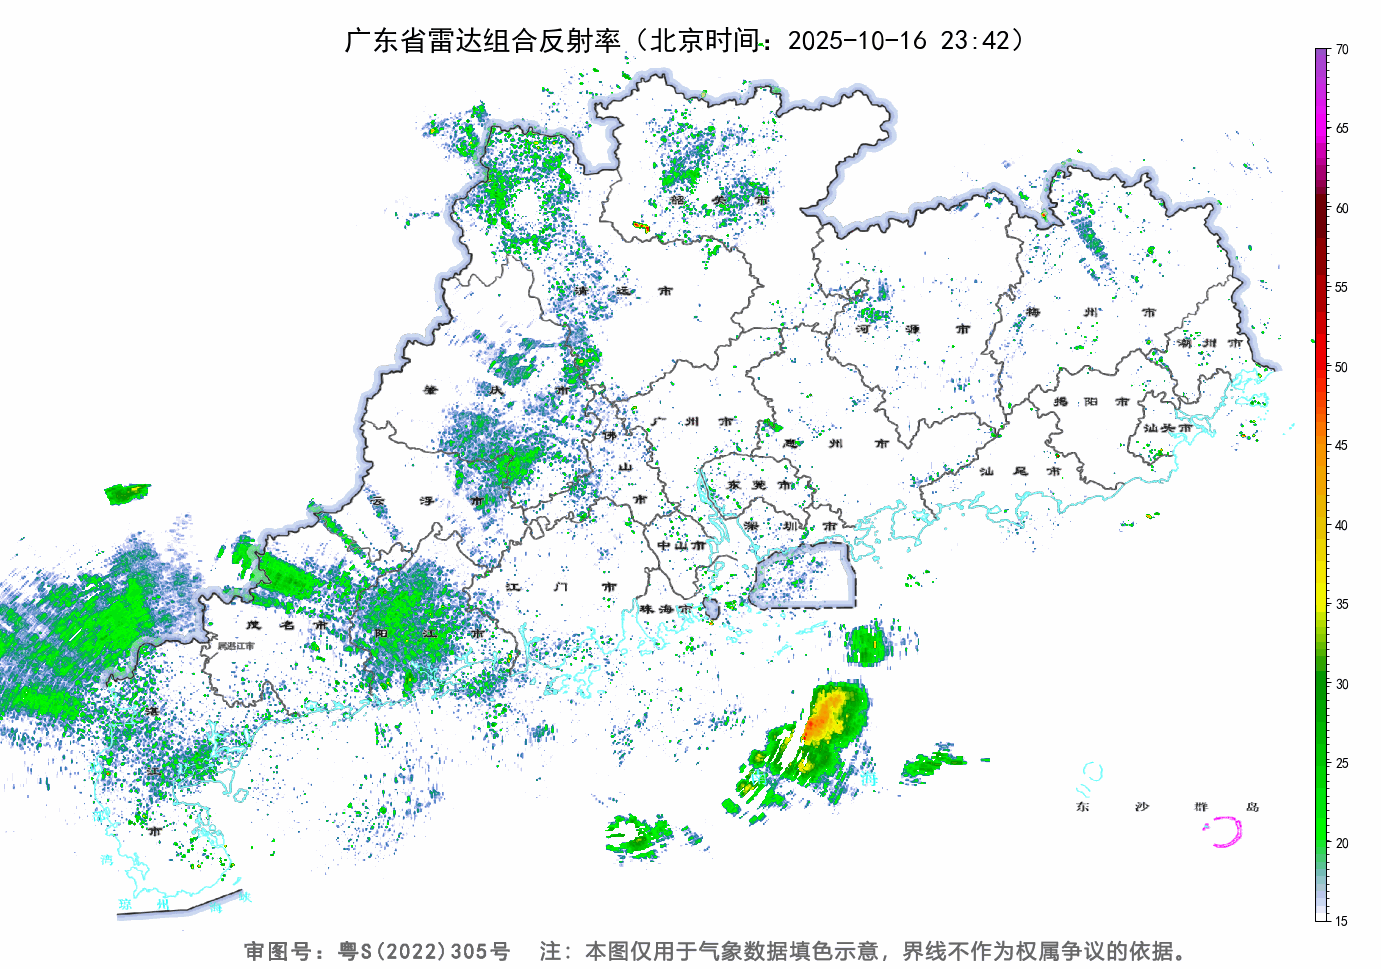 广东省雷达组合反射率（北京时间：2025-10-16 23:42）
70
65
60
55
50
45
40
35
30
25
20
15
韶关市
清远市
河源市
梅州市
潮州市
肇庆市
广州市
惠州市
揭阳市
汕头市
佛山市
东莞市
汕尾市
云浮市
深圳市
中山市
江门市
珠海市
茂名市
阳江市
属湛江市
湛江市
东沙群岛
海
湾
琼州海峡
审图号：粤S(2022)305号 注：本图仅用于气象数据填色示意，界线不作为权属争议的依据。